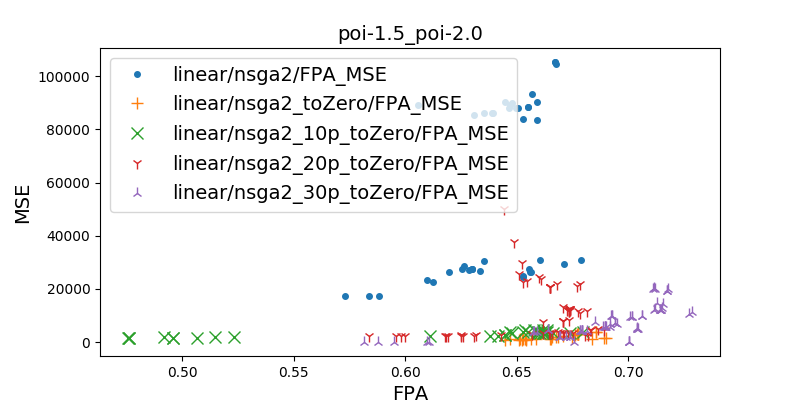 poi-1.5_poi-2.0
linear/nsga2/FPA_MSE
linear/nsga2_toZero/FPA_MSE
linear/nsga2_10p_toZero/FPA_MSE
linear/nsga2_20p_toZero/FPA_MSE
linear/nsga2_30p_toZero/FPA_MSE
MSE
100000
80000
60000
40000
20000
0
0.50 0.55 0.60 0.65 0.70
FPA